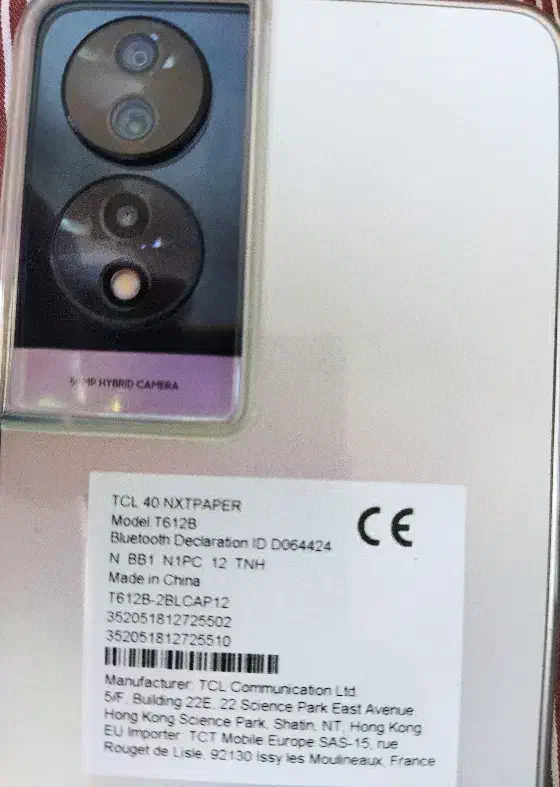 50MP HYBRID CAMERA
TCL 40 NXTPAPER
Model T612B
Bluetooth Declaration ID D064424
N BB1 N1PC 12 TNH
Made in China
T612B-2BLCAP12
352051812725502
352051812725510
CE
Manufacturer: TCL Communication Ltd.
5/F, Building 22E, 22 Science Park East Avenue
Hong Kong Science Park, Shatin, NT, Hong Kong
EU Importer: TCT Mobile Europe SAS-15, rue
Rouget de Lisle, 92130 Issy les Moulineaux, France